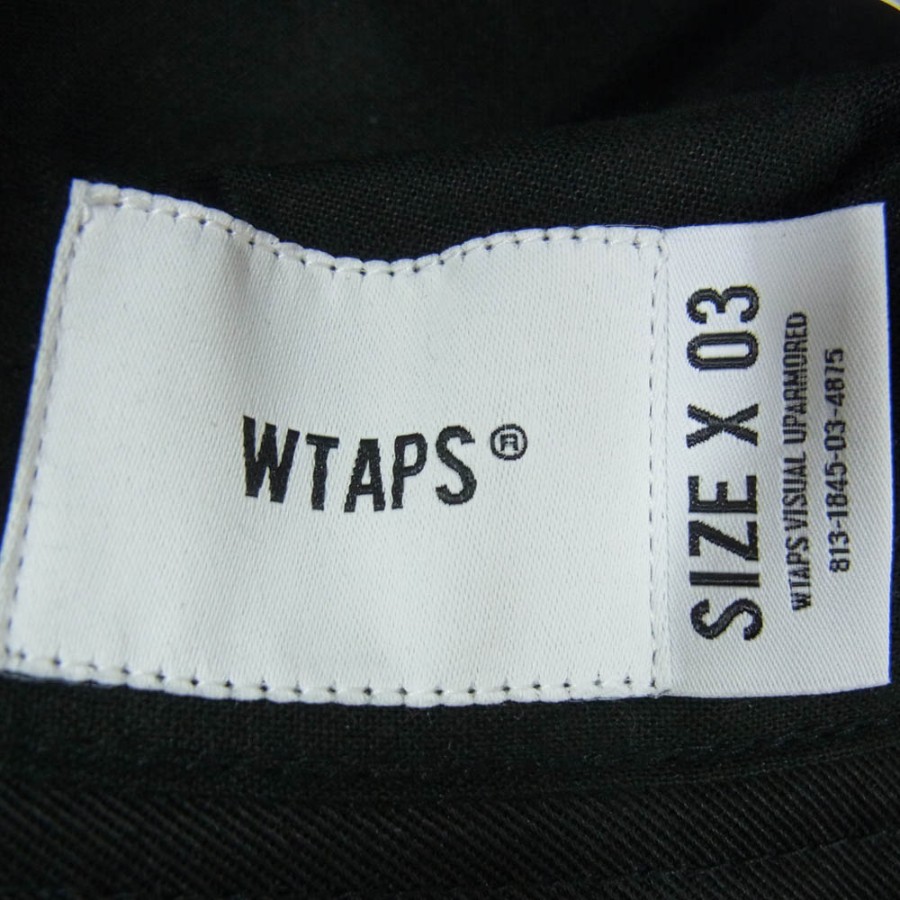 WTAPS®
SIZE X 03
WTAPS VISUAL UPARMORED
813-1845-03-4875